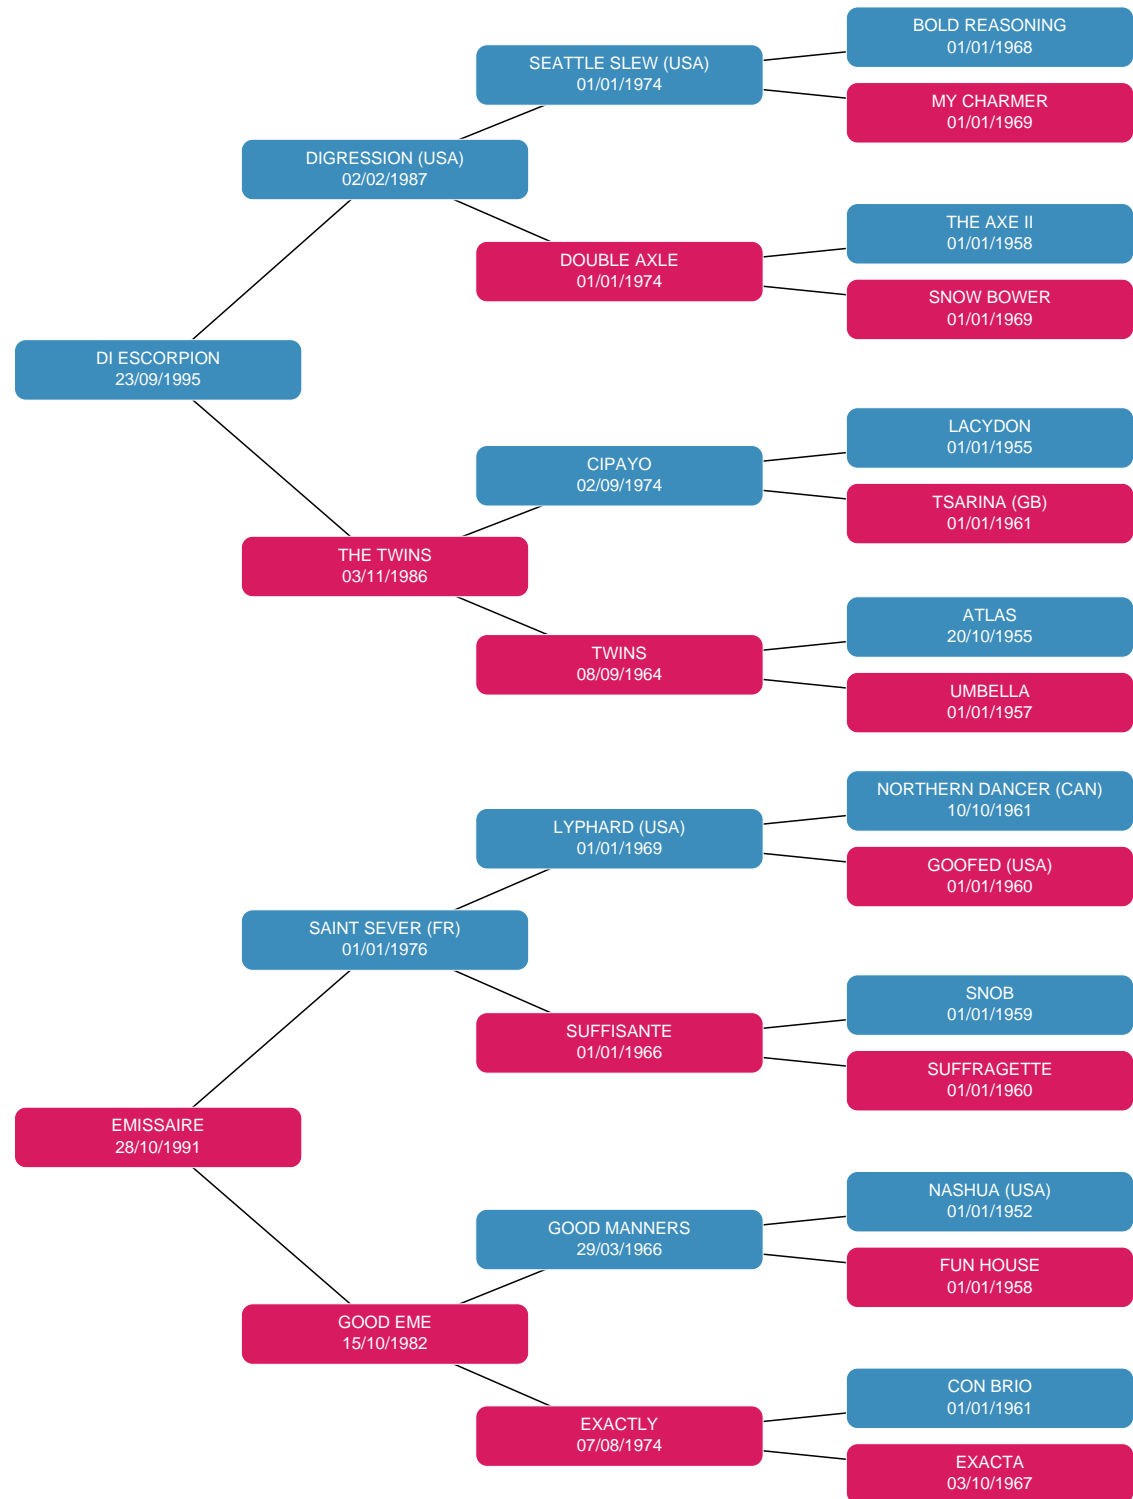 BOLD REASONING
01/01/1968
SEATTLE SLEW (USA)
01/01/1974
MY CHARMER
01/01/1969
DIGRESSION (USA)
02/02/1987
THE AXE II
01/01/1958
DOUBLE AXLE
01/01/1974
SNOW BOWER
01/01/1969
DI ESCORPION
23/09/1995
LACYDON
01/01/1955
CIPAYO
02/09/1974
TSARINA (GB)
01/01/1961
THE TWINS
03/11/1986
ATLAS
20/10/1955
TWINS
08/09/1964
UMBELLA
01/01/1957
NORTHERN DANCER (CAN)
10/10/1961
LYPHARD (USA)
01/01/1969
GOOFED (USA)
01/01/1960
SAINT SEVER (FR)
01/01/1976
SNOB
01/01/1959
SUFFISANTE
01/01/1966
SUFFRAGETTE
01/01/1960
EMISSAIRE
28/10/1991
NASHUA (USA)
01/01/1952
GOOD MANNERS
29/03/1966
FUN HOUSE
01/01/1958
GOOD EME
15/10/1982
CON BRIO
01/01/1961
EXACTLY
07/08/1974
EXACTA
03/10/1967